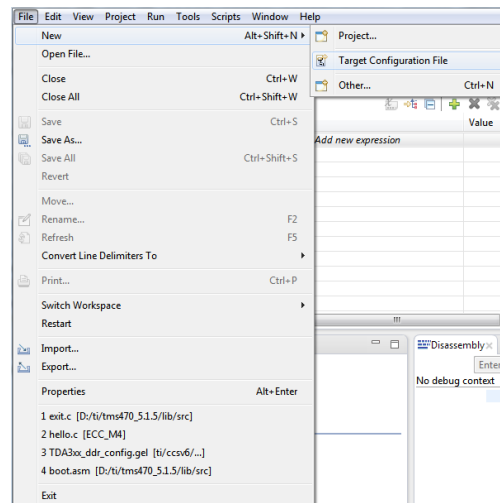 File Edit View Project Run Tools Scripts Window Help
New Alt+Shift+N
Open File...
Close Ctrl+W
Close All Ctrl+Shift+W
Save Ctrl+S
Save As...
Save All Ctrl+Shift+S
Revert
Move...
Rename... F2
Refresh F5
Convert Line Delimiters To
Print... Ctrl+P
Switch Workspace
Restart
Import...
Export...
Properties Alt+Enter
1 exit.c [D:/ti/tms470_5.1.5/lib/src]
2 hello.c [ECC_M4]
3 TDA3xx_ddr_config.gel [ti/ccsv6/...]
4 boot.asm [D:/ti/tms470_5.1.5/lib/src]
Exit
Project...
Target Configuration File
Other... Ctrl+N
Value
Add new expression
Disassembly
Enter
No debug context